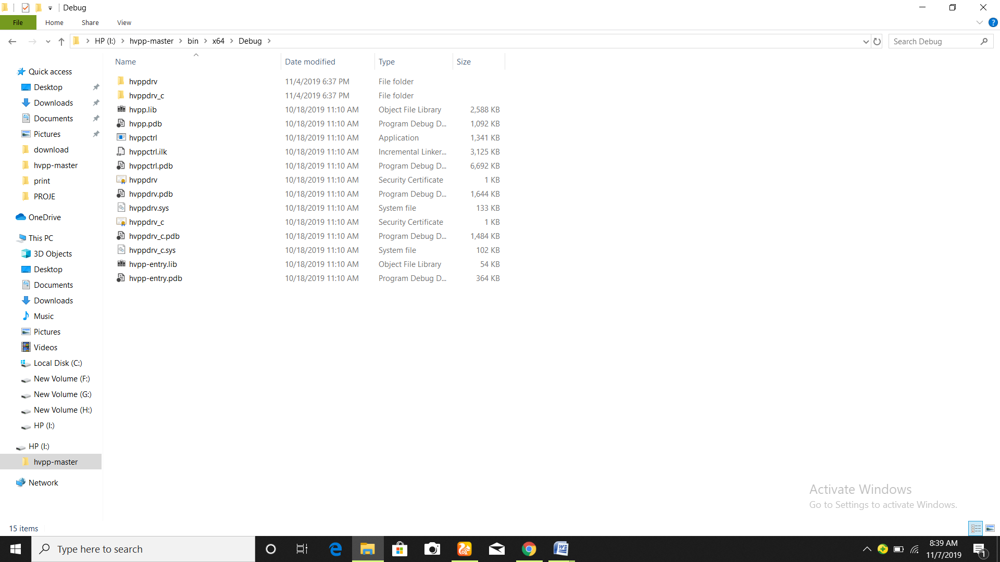 Debug
File Home Share View
HP (I:) hvpp-master bin x64 Debug
Search Debug
Name Date modified Type Size
Quick access
Desktop
Downloads
Documents
Pictures
download
hvpp-master
print
PROJE
OneDrive
This PC
3D Objects
Desktop
Documents
Downloads
Music
Pictures
Videos
Local Disk (C:)
New Volume (F:)
New Volume (G:)
New Volume (H:)
HP (I:)
HP (I:)
hvpp-master
Network
hvppdrv 11/4/2019 6:37 PM File folder
hvppdrv_c 11/4/2019 6:37 PM File folder
hvpp.lib 10/18/2019 11:10 AM Object File Library 2,588 KB
hvpp.pdb 10/18/2019 11:10 AM Program Debug D... 1,092 KB
hvppctrl 10/18/2019 11:10 AM Application 1,341 KB
hvppctrl.ilk 10/18/2019 11:10 AM Incremental Linker... 3,125 KB
hvppctrl.pdb 10/18/2019 11:10 AM Program Debug D... 6,692 KB
hvppdrv 10/18/2019 11:10 AM Security Certificate 1 KB
hvppdrv.pdb 10/18/2019 11:10 AM Program Debug D... 1,644 KB
hvppdrv.sys 10/18/2019 11:10 AM System file 133 KB
hvppdrv_c 10/18/2019 11:10 AM Security Certificate 1 KB
hvppdrv_c.pdb 10/18/2019 11:10 AM Program Debug D... 1,484 KB
hvppdrv_c.sys 10/18/2019 11:10 AM System file 102 KB
hvpp-entry.lib 10/18/2019 11:10 AM Object File Library 54 KB
hvpp-entry.pdb 10/18/2019 11:10 AM Program Debug D... 364 KB
Activate Windows
Go to Settings to activate Windows.
15 items
Type here to search
8:39 AM
11/7/2019
1